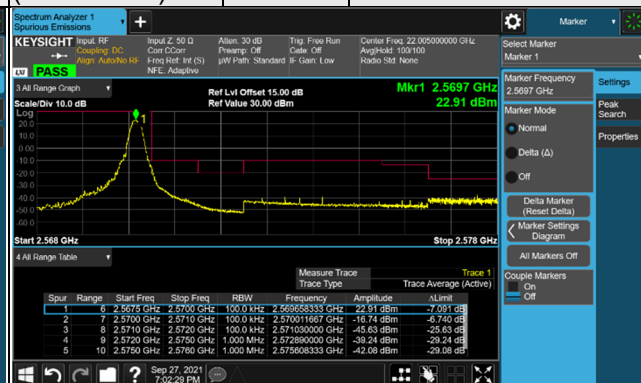 Spectrum Analyzer 1
Spurious Emissions
Marker
KEYSIGHT Input: RF
Coupling: DC
Align: Auto/No RF
Input Z: 50 Ω
Corr CCorr
Freq Ref: Int (S)
NFE: Adaptive
Atten: 30 dB
Preamp: Off
µW Path: Standard
Trig: Free Run
Gate: Off
IF Gain: Low
Center Freq: 22.005000000 GHz
Avg|Hold: 100/100
Radio Std: None
LXI PASS
Select Marker
Marker 1
3 All Range Graph
Scale/Div 10.0 dB
Ref Lvl Offset 15.00 dB
Ref Value 30.00 dBm
Mkr1 2.5697 GHz
22.91 dBm
Log
20.0
10.0
0.00
-10.0
-20.0
-30.0
-40.0
-50.0
-60.0
1
Start 2.568 GHz
Stop 2.578 GHz
Marker Frequency
2.5697 GHz
Marker Mode
Normal
Delta (Δ)
Off
Delta Marker
(Reset Delta)
Marker Settings
Diagram
All Markers Off
Couple Markers
On
Off
Settings
Peak
Search
Properties
4 All Range Table
Measure Trace Trace 1
Trace Type Trace Average (Active)
Spur Range Start Freq Stop Freq RBW Frequency Amplitude ΔLimit
1 6 2.5675 GHz 2.5700 GHz 100.0 kHz 2.569658333 GHz 22.91 dBm -7.091 dB
2 7 2.5700 GHz 2.5710 GHz 100.0 kHz 2.570011667 GHz -16.74 dBm -6.740 dB
3 8 2.5710 GHz 2.5720 GHz 100.0 kHz 2.571030000 GHz -45.63 dBm -25.63 dB
4 9 2.5720 GHz 2.5750 GHz 1.000 MHz 2.572890000 GHz -39.24 dBm -29.24 dB
5 10 2.5750 GHz 2.5760 GHz 1.000 MHz 2.575608333 GHz -42.08 dBm -29.08 dB
Sep 27, 2021
7:02:29 PM